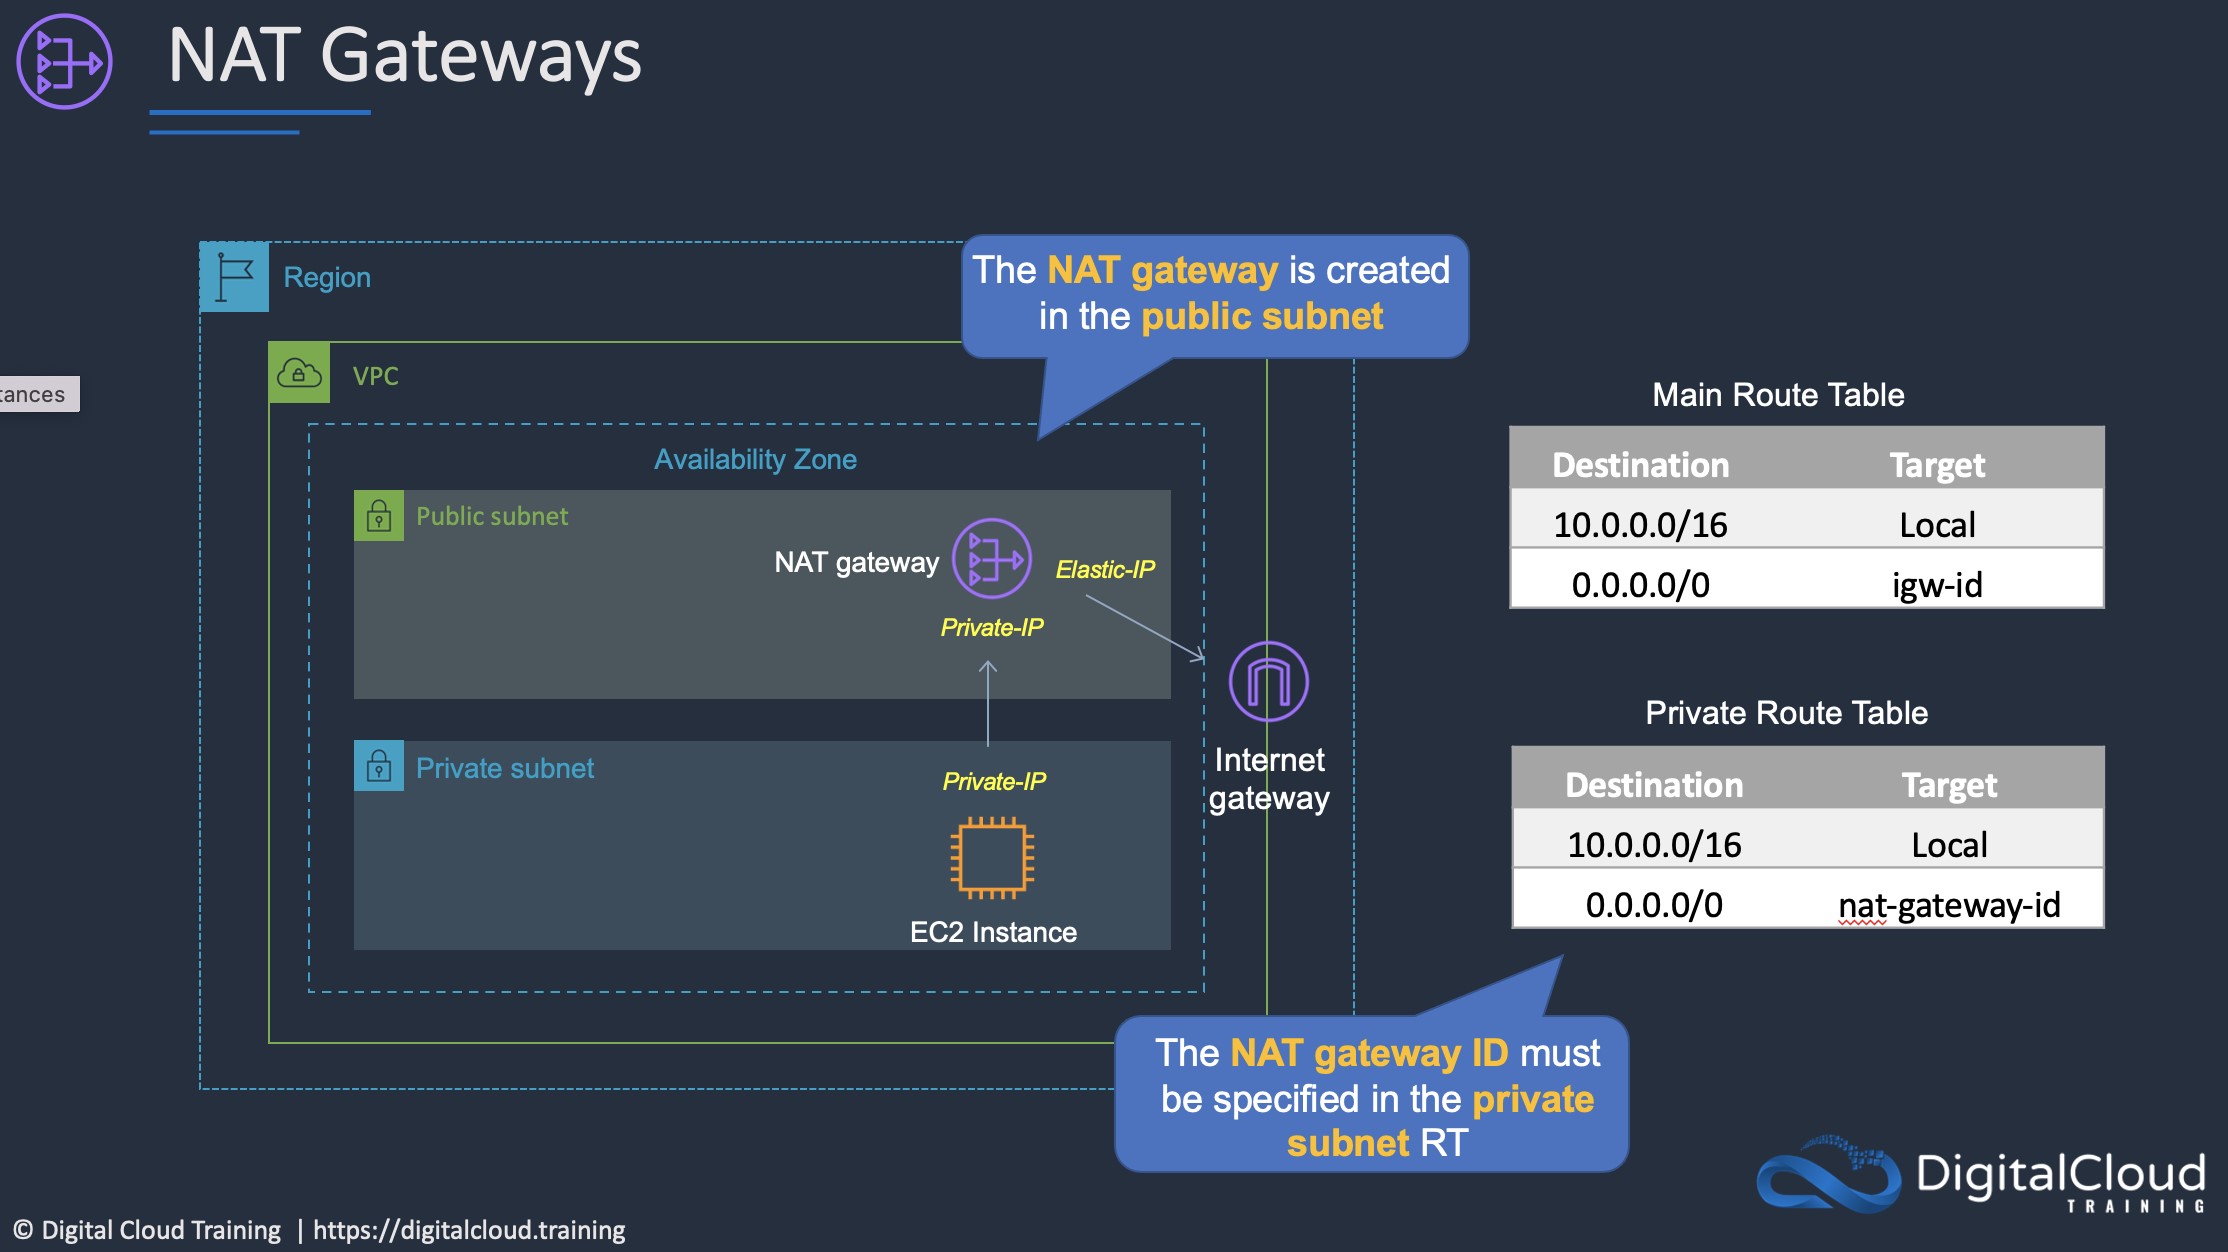 NAT Gateways
Region
The NAT gateway is created
in the public subnet
VPC
tances
Availability Zone
Public subnet
NAT gateway
Elastic-IP
Private-IP
Private subnet
Private-IP
EC2 Instance
Internet
gateway
Main Route Table
Destination Target
10.0.0.0/16 Local
0.0.0.0/0 igw-id
Private Route Table
Destination Target
10.0.0.0/16 Local
0.0.0.0/0 nat-gateway-id
The NAT gateway ID must
be specified in the private
subnet RT
DigitalCloud
TRAINING
© Digital Cloud Training | https://digitalcloud.training